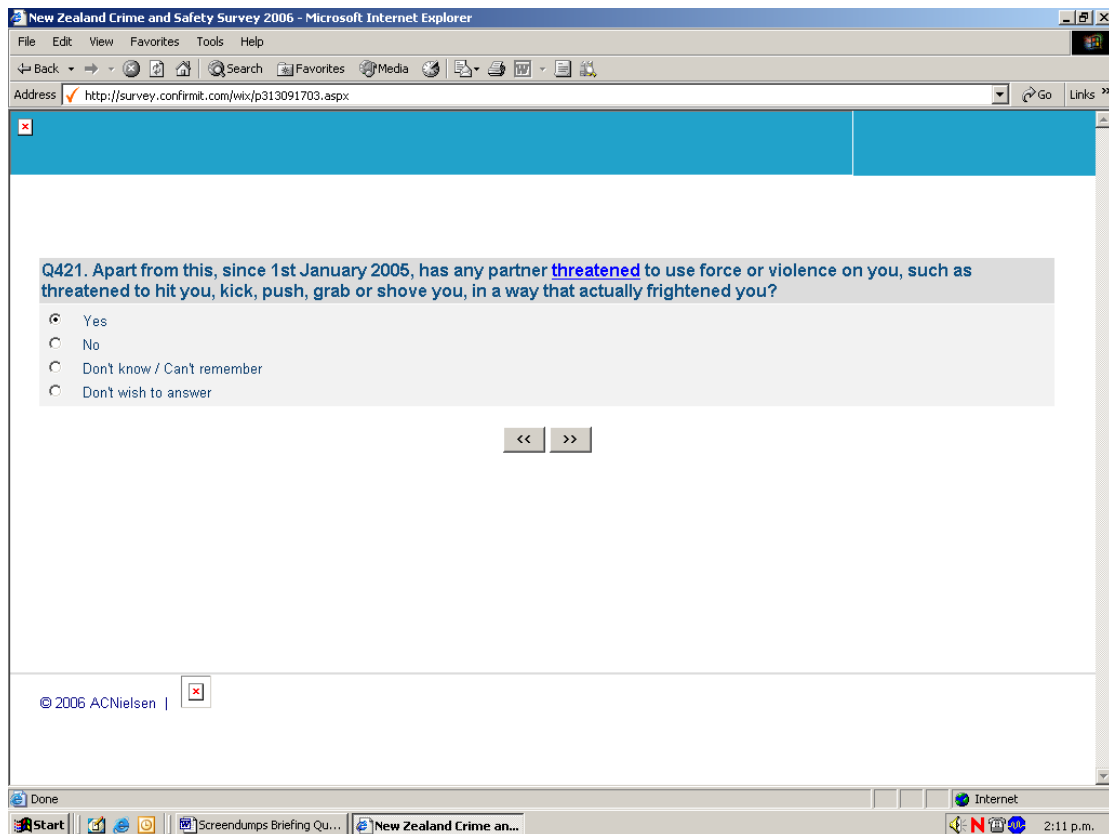 New Zealand Crime and Safety Survey 2006 - Microsoft Internet Explorer
File Edit View Favorites Tools Help
Back Search Favorites Media
Address http://survey.confirmit.com/wix/p313091703.aspx Go Links »
Q421. Apart from this, since 1st January 2005, has any partner threatened to use force or violence on you, such as
threatened to hit you, kick, push, grab or shove you, in a way that actually frightened you?
Yes
No
Don't know / Can't remember
Don't wish to answer
<< >>
© 2006 ACNielsen |
Done Internet
Start Screendumps Briefing Qu... New Zealand Crime an... N 2:11 p.m.